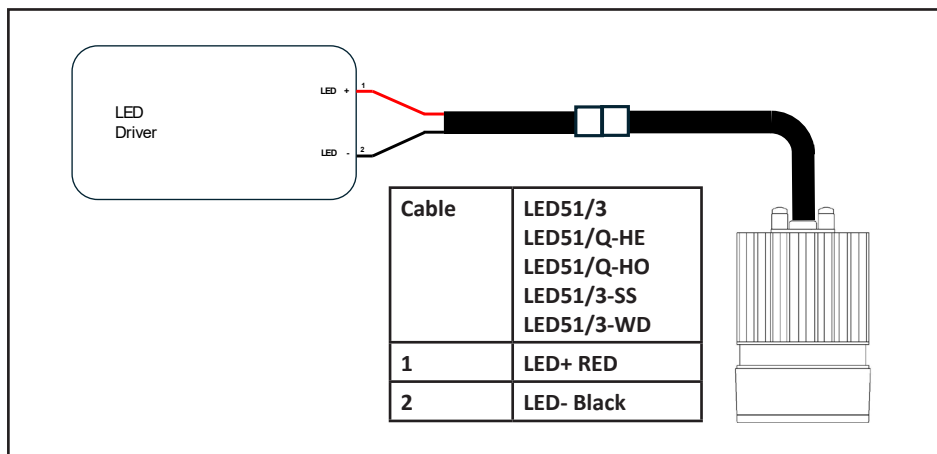 LED + 1
LED
Driver
LED - 2
Cable LED51/3
LED51/Q-HE
LED51/Q-HO
LED51/3-SS
LED51/3-WD
1 LED+ RED
2 LED- Black